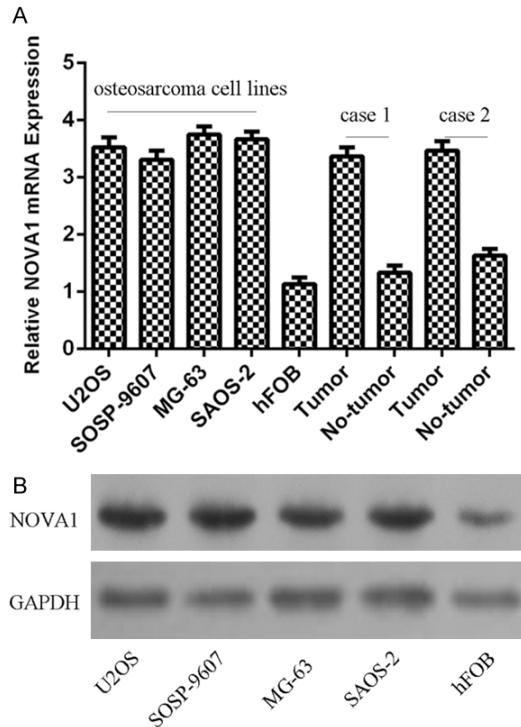 A
Relative NOVA1 mRNA Expression
5
4
3
2
1
0
osteosarcoma cell lines
case 1
case 2
U2OS
SOSP-9607
MG-63
SAOS-2
hFOB
Tumor
No-tumor
Tumor
No-tumor
B
NOVA1
GAPDH
U2OS
SOSP-9607
MG-63
SAOS-2
hFOB